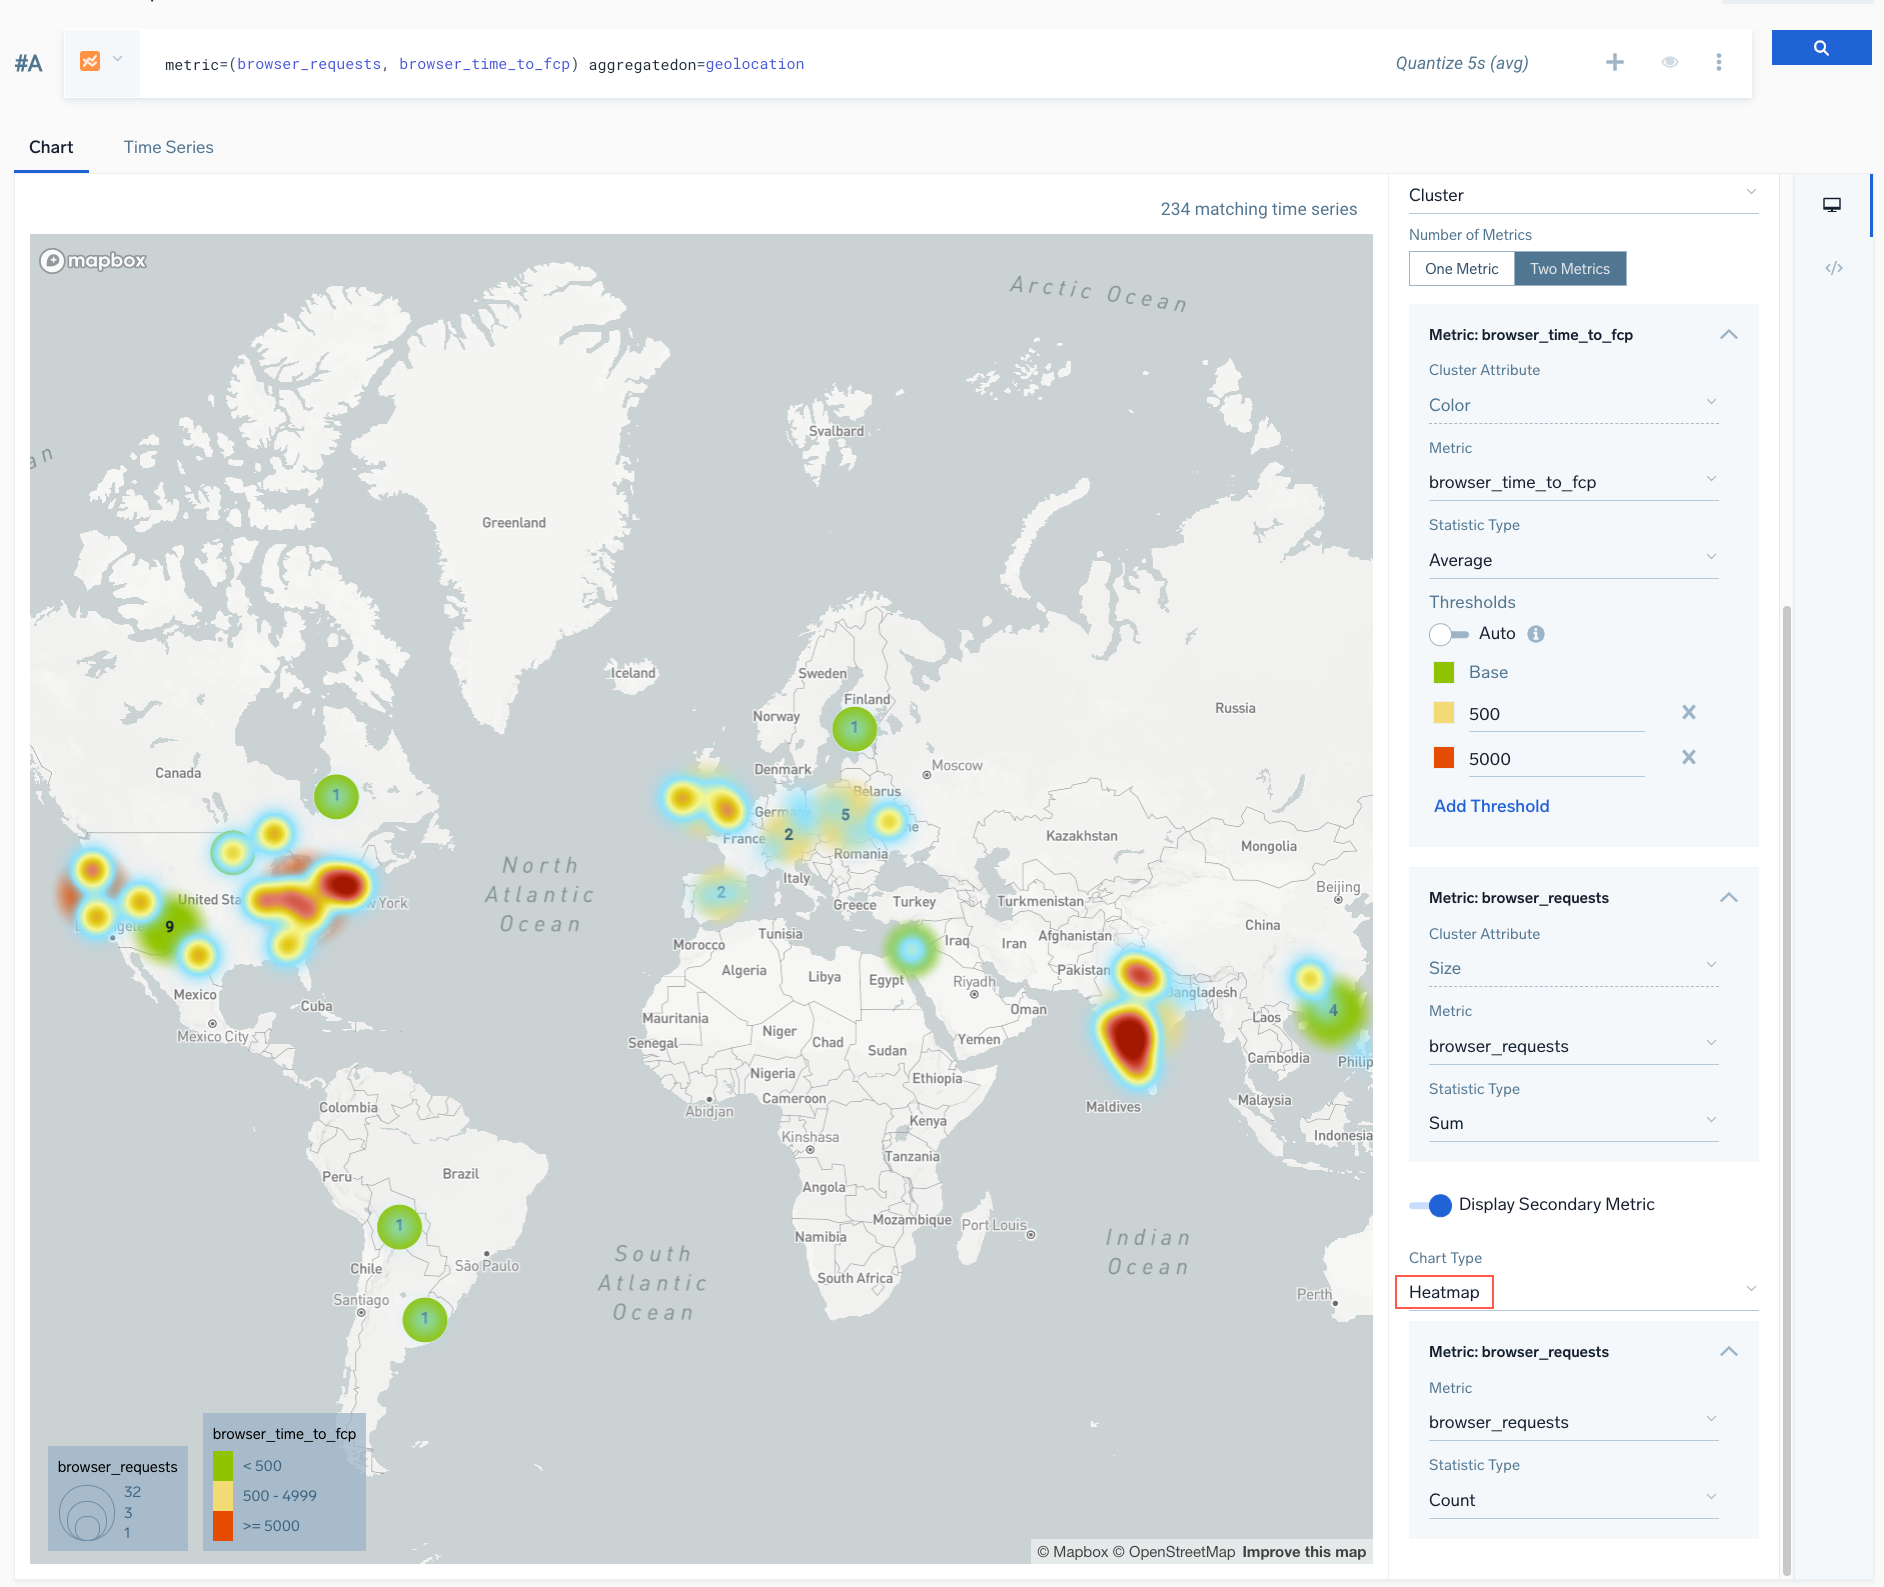 #A
metric=(browser_requests, browser_time_to_fcp) aggregatedon=geolocation
Quantize 5s (avg)
Chart
Time Series
234 matching time series
mapbox
Arctic Ocean
Svalbard
Greenland
Iceland
Sweden
Finland
Norway
Russia
1
Canada
Denmark
Moscow
1
Belarus
Germ
5
2
France
Romania
Kazakhstan
Mongolia
North
Atlantic
Ocean
Italy
Beijing
United Sta
w York
2
Greece
Turkey
Turkmenistan
9
Tunisia
Morocco
Iraq
Iran
Afghanistan
China
Algeria
Libya
Egypt
Riyadh
Pakistan
Bangladesh
Mexico
Cuba
Mexico City
Mauritania
Oman
Laos
4
Niger
Chad
Senegal
Sudan
Yemen
Cambodia
Philip
Nigeria
Ethiopia
Colombia
Cameroon
Abidjan
Maldives
Malaysia
Kenya
Kinshasa
Indonesia
Tanzania
Peru
Brazil
Angola
1
Mozambique
Port Louis
Namibia
Indian
Ocean
South
Atlantic
Ocean
Chile
São Paulo
South Africa
Santiago
Perth
1
browser_requests
32
3
1
browser_time_to_fcp
< 500
500 - 4999
>= 5000
© Mapbox © OpenStreetMap Improve this map
Cluster
Number of Metrics
One Metric
Two Metrics
Metric: browser_time_to_fcp
Cluster Attribute
Color
Metric
browser_time_to_fcp
Statistic Type
Average
Thresholds
Auto
Base
500
5000
Add Threshold
Metric: browser_requests
Cluster Attribute
Size
Metric
browser_requests
Statistic Type
Sum
Display Secondary Metric
Chart Type
Heatmap
Metric: browser_requests
Metric
browser_requests
Statistic Type
Count